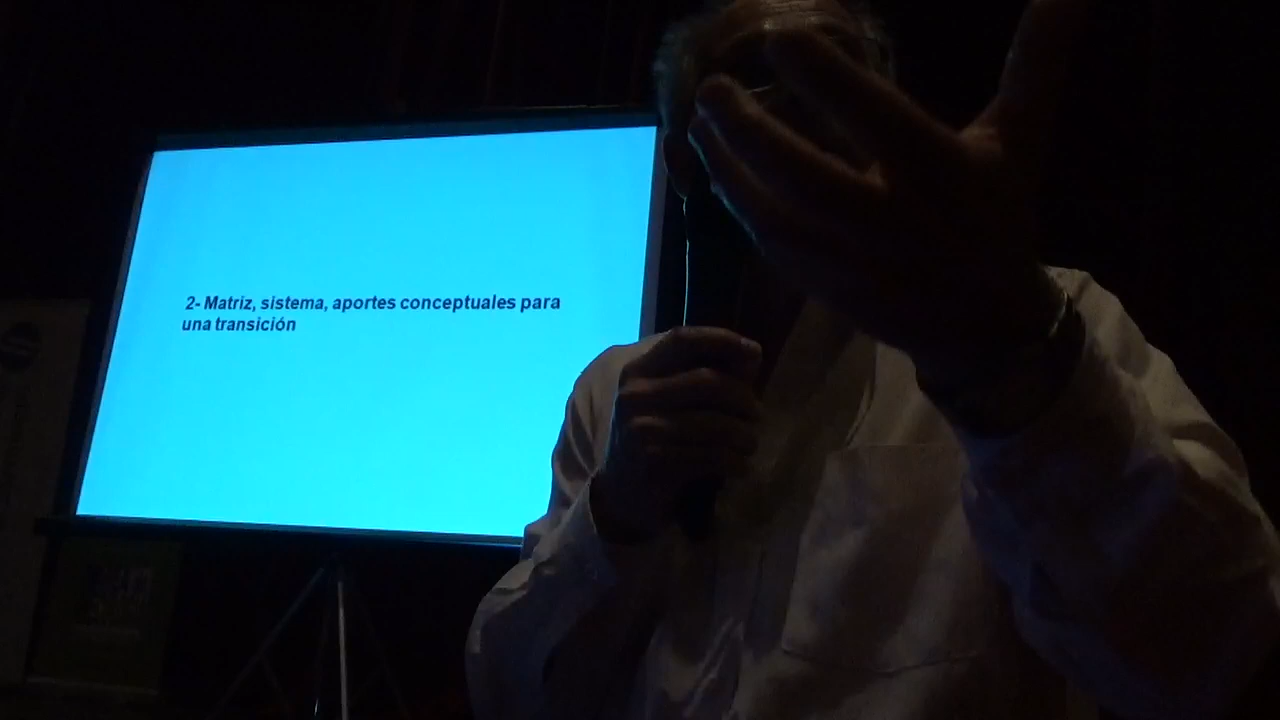 2- Matriz, sistema, aportes conceptuales para
una transición